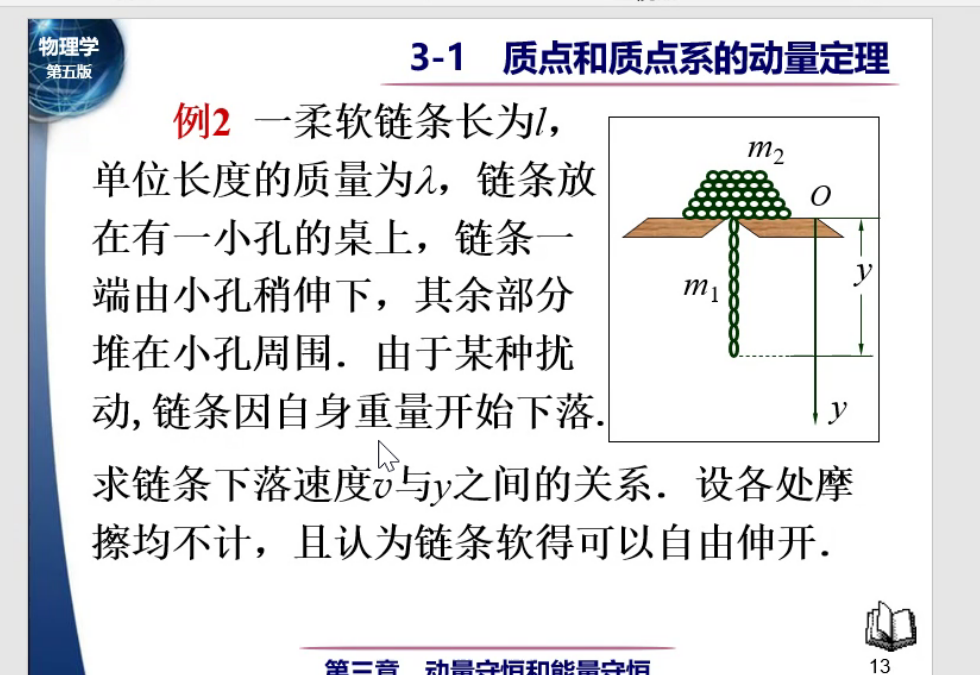 物理学
第五版
3-1 质点和质点系的动量定理
例2 一柔软链条长为l，
单位长度的质量为λ，链条放
在有一小孔的桌上，链条一
端由小孔稍伸下，其余部分
堆在小孔周围．由于某种扰
动,链条因自身重量开始下落.
m2
O
m1
y
y
求链条下落速度v与y之间的关系．设各处摩
擦均不计，且认为链条软得可以自由伸开．
第三章 动量守恒和能量守恒
13